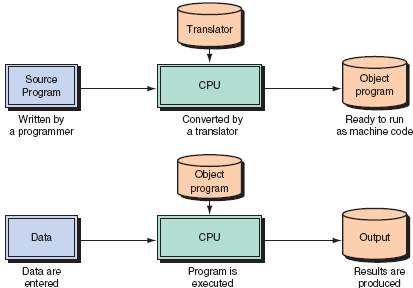 Translator
Source
Program
CPU
Object
program
Written by
a programmer
Converted by
a translator
Ready to run
as machine code
Object
program
Data
CPU
Output
Data are
entered
Program is
executed
Results are
produced